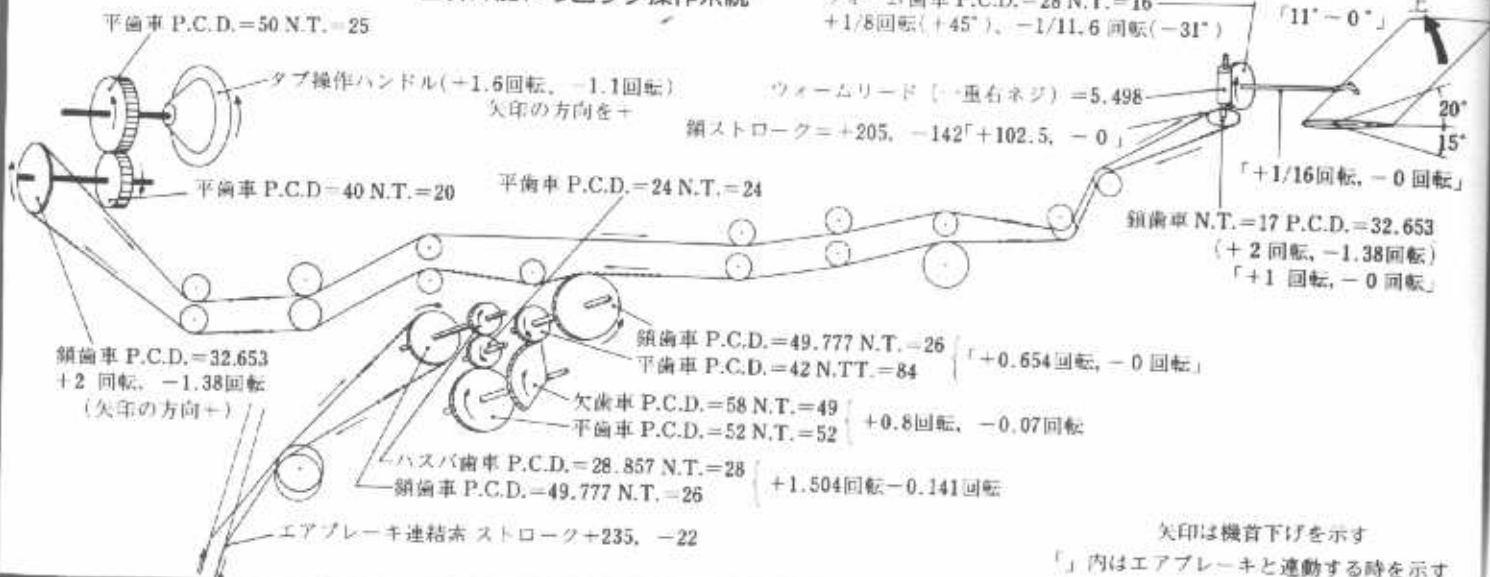 平歯車 P.C.D.=50 N.T.=25
タブ操作ハンドル(+1.6回転, -1.1回転)
矢印の方向を+
平歯車 P.C.D=40 N.T.=20
平歯車 P.C.D.=24 N.T.=24
歯車 P.C.D.=28 N.T.=16
+1/8回転(+45°)、-1/11.6 回転(-31°)
「11°~0°」
上
ウォームリード (一重右ネジ) =5.498
鎖ストローク=+205, -142「+102.5, -0」
20°
15°
「+1/16回転, -0 回転」
鎖歯車 N.T.=17 P.C.D.=32.653
(+2 回転, -1.38回転)
「+1 回転, -0 回転」
鎖歯車 P.C.D.=32.653
+2 回転, -1.38回転
(矢印の方向+)
鎖歯車 P.C.D.=49.777 N.T.=26
平歯車 P.C.D.=42 N.TT.=84
「+0.654回転, -0 回転」
欠歯車 P.C.D.=58 N.T.=49
平歯車 P.C.D.=52 N.T.=52
+0.8回転, -0.07回転
ハスバ歯車 P.C.D.=28.857 N.T.=28
鎖歯車 P.C.D.=49.777 N.T.=26
+1.504回転-0.141回転
エアブレーキ連結索 ストローク+235, -22
矢印は機首下げを示す
「」内はエアブレーキと連動する時を示す